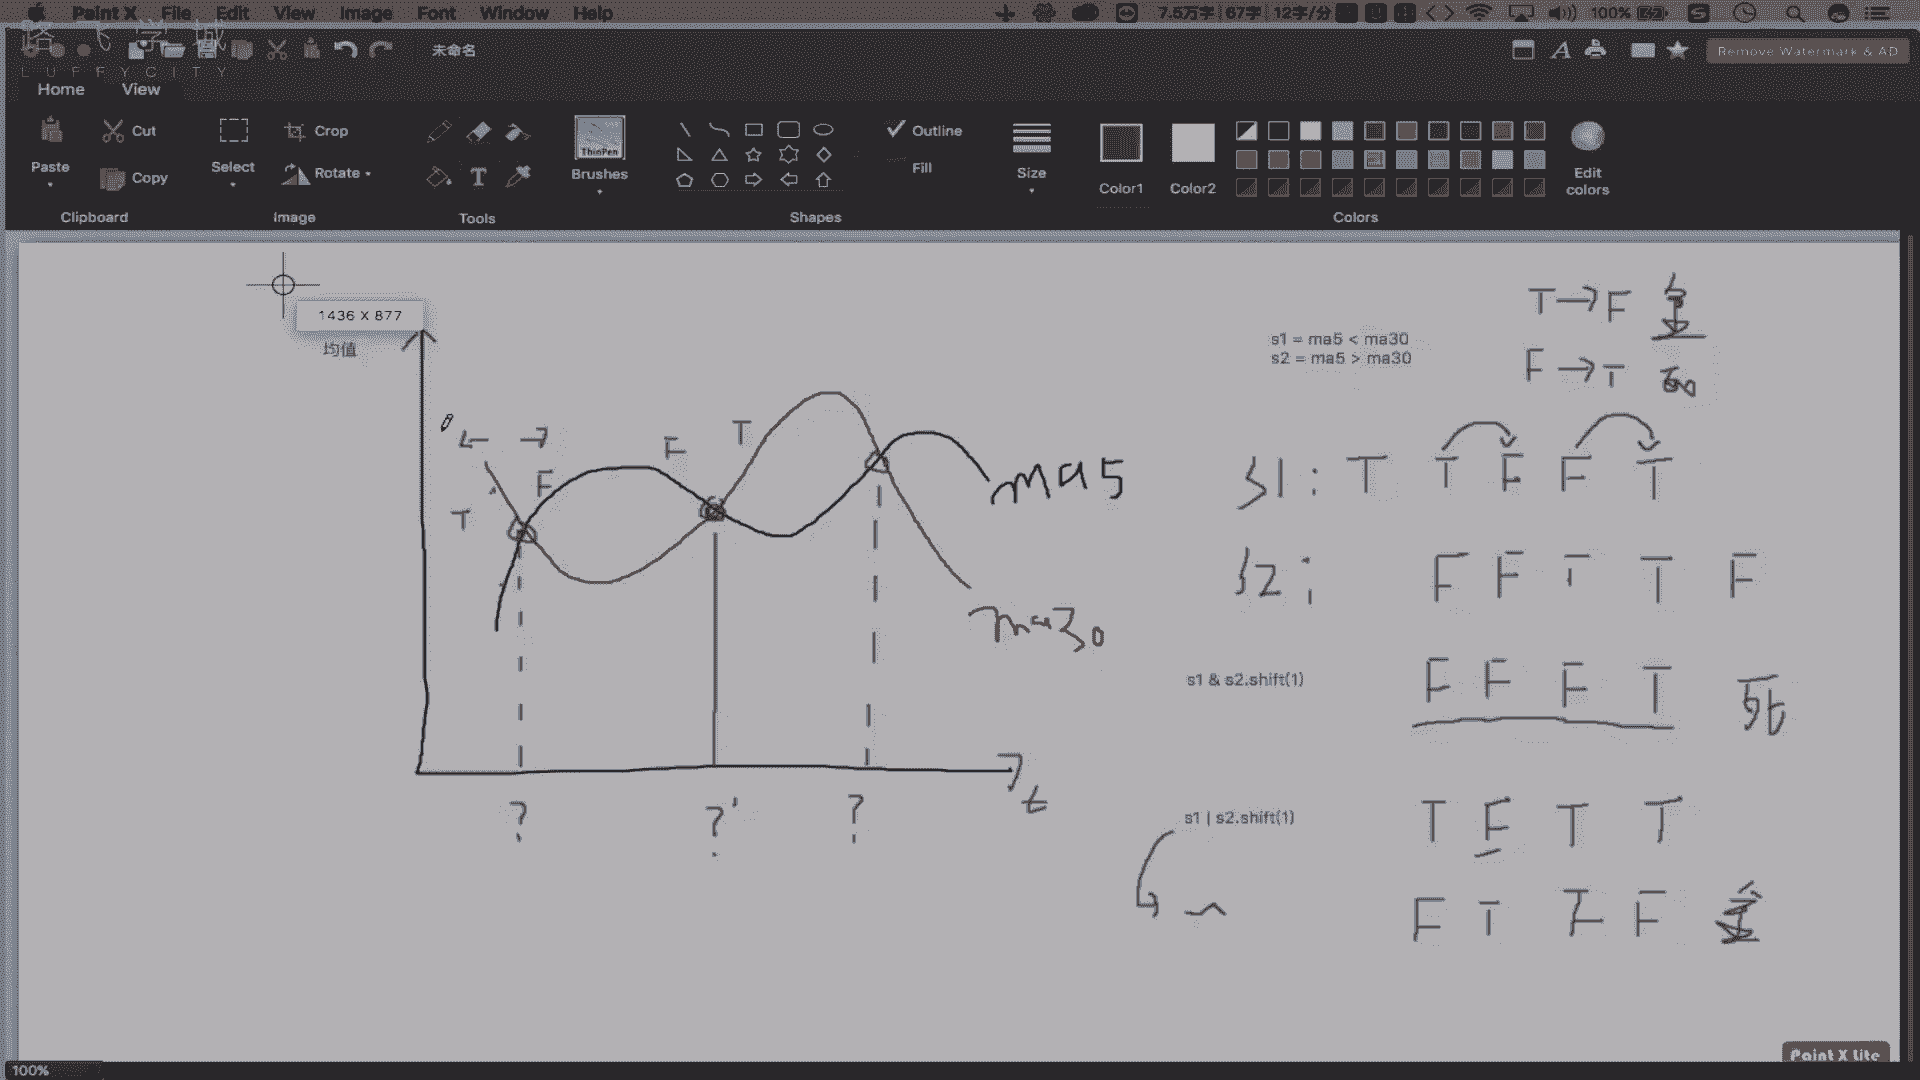 Paint X File Edit View Image Font Window Help 7.5万字 67字 12字/分 100%
路飞学城
LUFFYCITY
未命名
Remove Watermark & AD
Home View
Paste
Cut
Copy
Clipboard
Select
Crop
Rotate
Image
Tools
ThinPen
Brushes
Shapes
Outline
Fill
Size
Color1
Color2
Edit colors
Colors
1436 X 877
均值
T
F
F
T
ma5
ma30
t
? ? ?
T→F 金
F→T 死
s1 = ma5 < ma30
s2 = ma5 > ma30
S1: T T F F T
S2: F F T T F
s1 & s2.shift(1) F F F T 死
s1 | s2.shift(1) T F T T
~ F T F F 金
100%
Paint X Lite